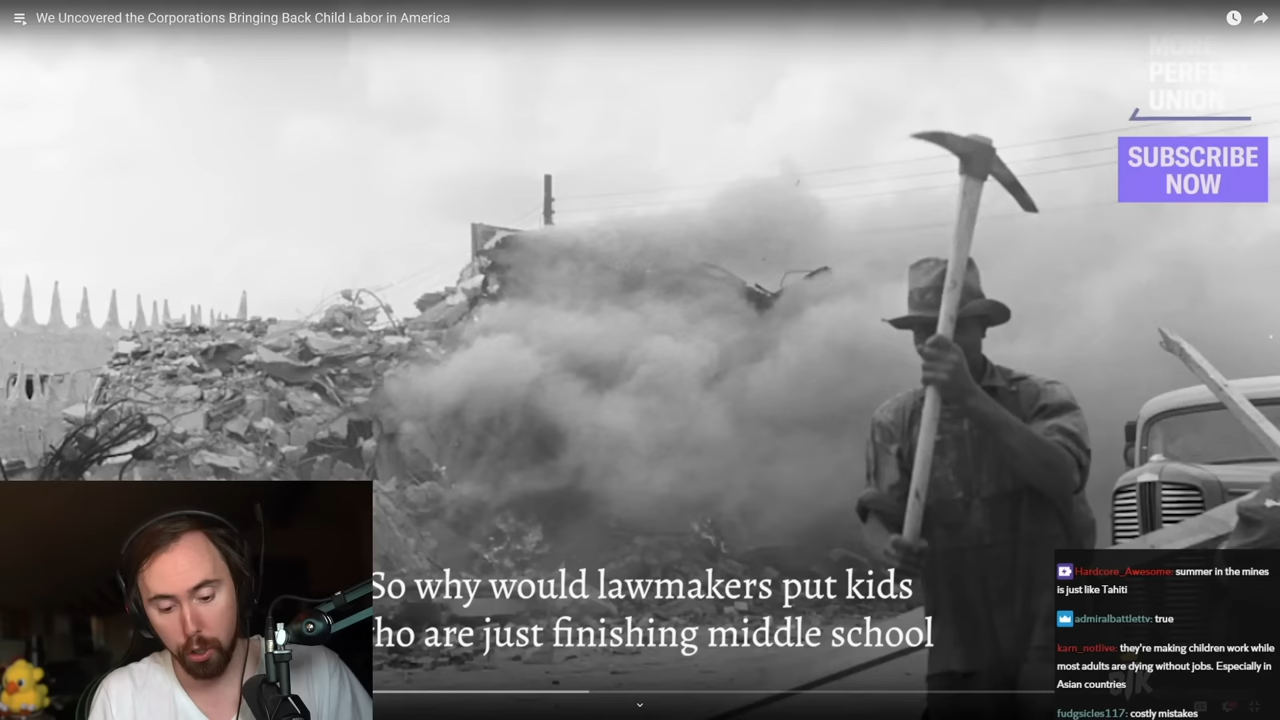 We Uncovered the Corporations Bringing Back Child Labor in America
MORE
PERFECT
UNION
SUBSCRIBE
NOW
So why would lawmakers put kids
who are just finishing middle school
Hardcore_Awesome: summer in the mines
is just like Tahiti
admiralbattlettv: true
karn_notlive: they're making children work while
most adults are dying without jobs. Especially in
Asian countries
fudgsicles117: costly mistakes